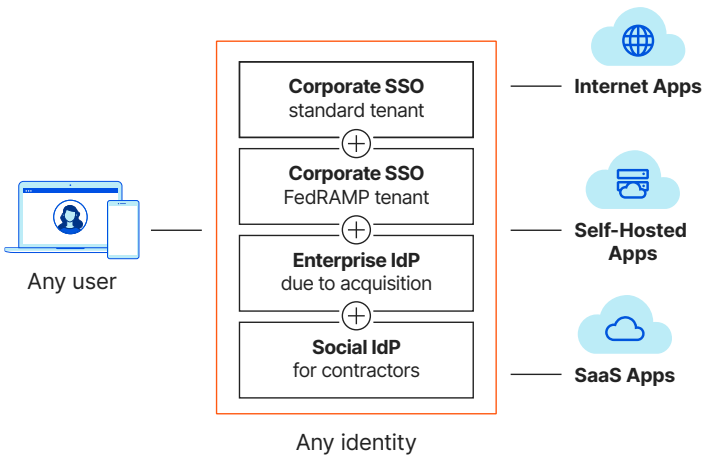 Any user
Corporate SSO
standard tenant
Corporate SSO
FedRAMP tenant
Enterprise IdP
due to acquisition
Social IdP
for contractors
Any identity
Internet Apps
Self-Hosted
Apps
SaaS Apps